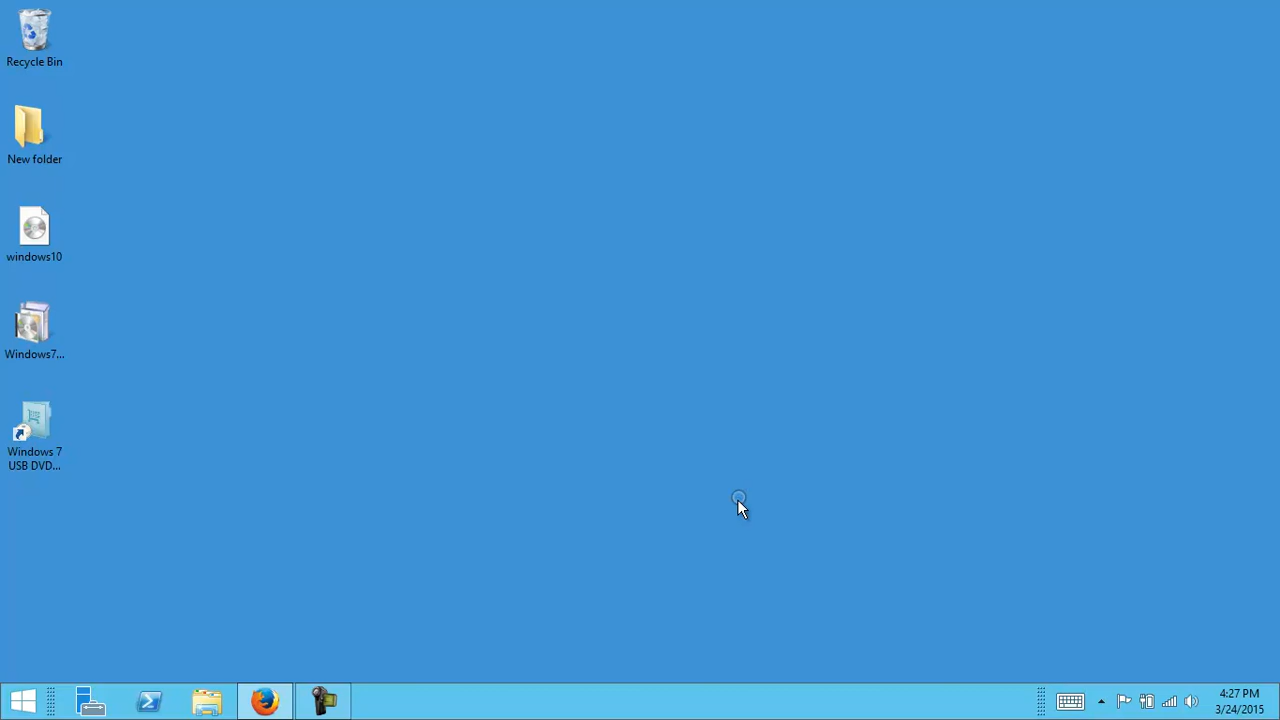 Recycle Bin
New folder
windows10
Windows7...
Windows 7
USB DVD...
4:27 PM
3/24/2015